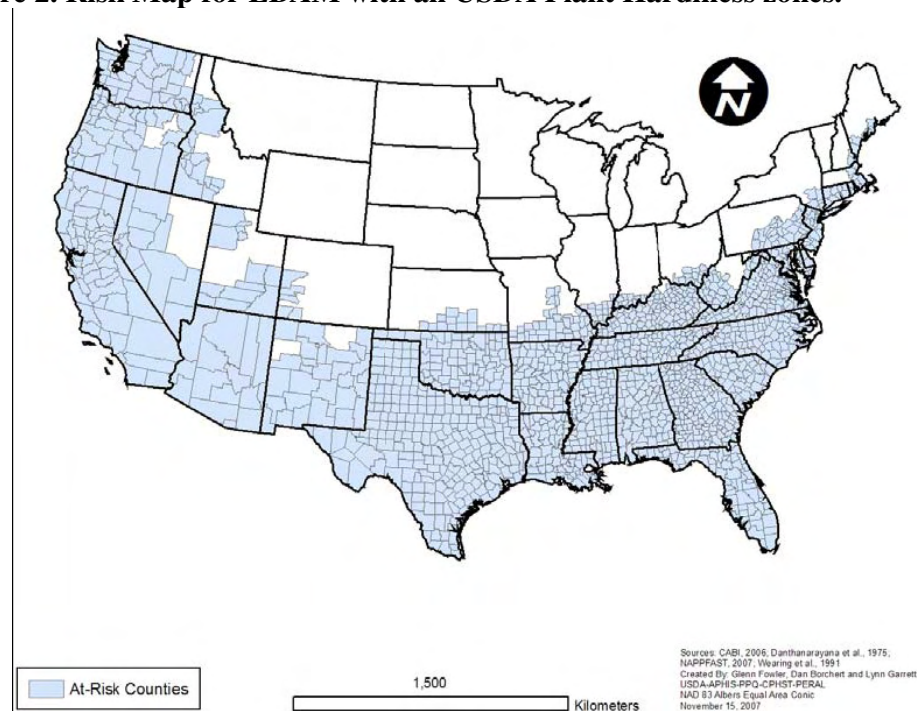 re 2. Risk Map for LBAM with all USDA Plant Hardiness zones.
N
At-Risk Counties
1,500
Kilometers
Sources: CABI, 2006; Danthanarayana et al., 1975;
NAPPFAST, 2007; Wearing et al., 1991
Created By: Glenn Fowler, Dan Borchert and Lynn Garrett
USDA-APHIS-PPQ-CPHST-PERAL
NAD 83 Albers Equal Area Conic
November 15, 2007